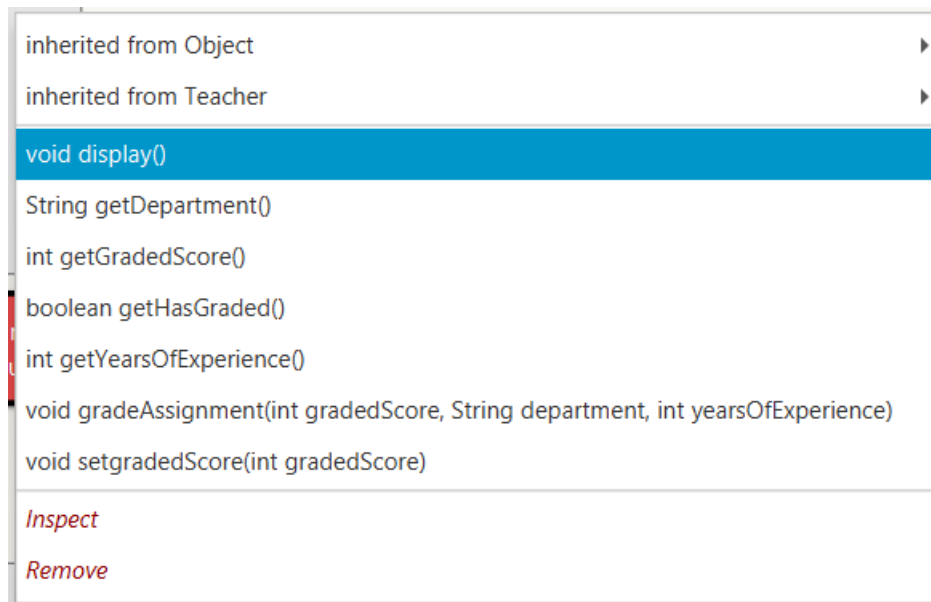 inherited from Object
inherited from Teacher
void display()
String getDepartment()
int getGradedScore()
boolean getHasGraded()
int getYearsOfExperience()
void gradeAssignment(int gradedScore, String department, int yearsOfExperience)
void setgradedScore(int gradedScore)
Inspect
Remove